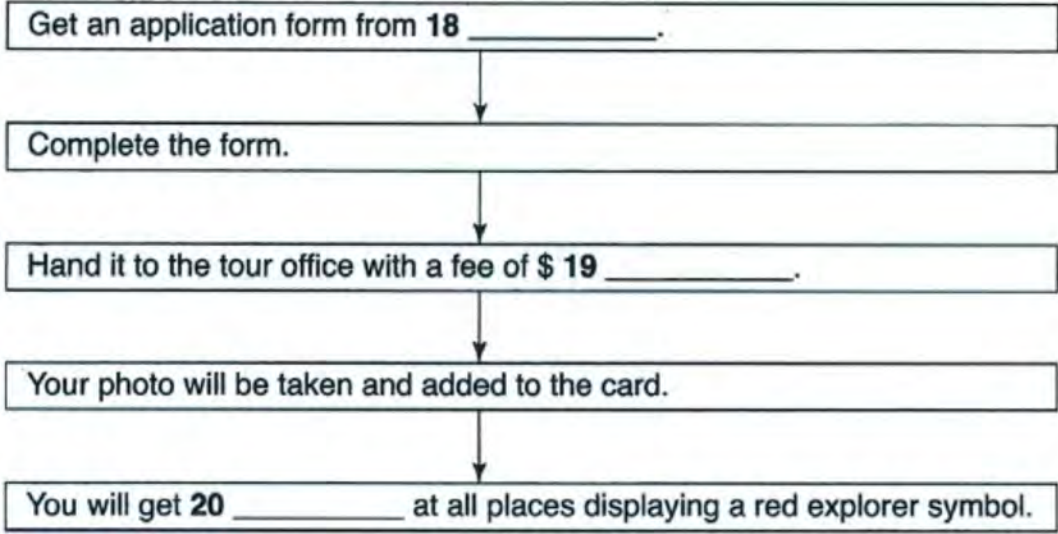 Get an application form from 18 ____________.
Complete the form.
Hand it to the tour office with a fee of $ 19 ____________.
Your photo will be taken and added to the card.
You will get 20 ___________ at all places displaying a red explorer symbol.